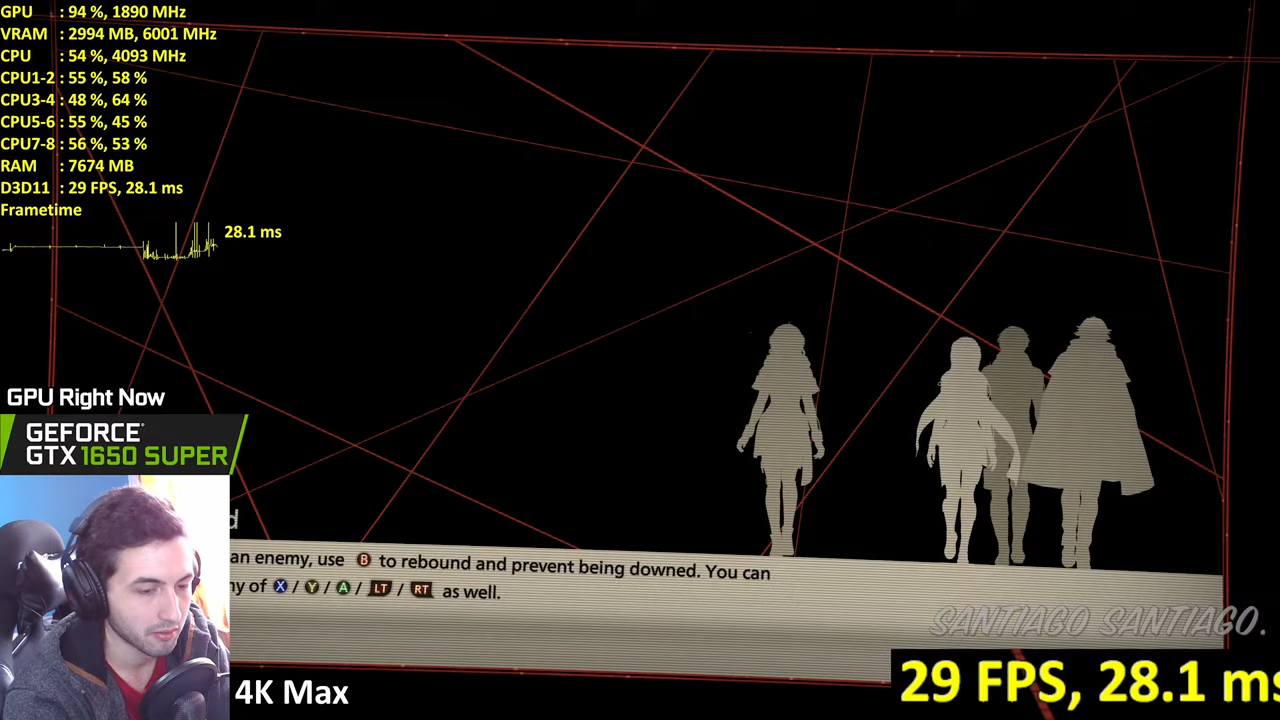 GPU : 94 %, 1890 MHz
VRAM : 2994 MB, 6001 MHz
CPU : 54 %, 4093 MHz
CPU1-2 : 55 %, 58 %
CPU3-4 : 48 %, 64 %
CPU5-6 : 55 %, 45 %
CPU7-8 : 56 %, 53 %
RAM : 7674 MB
D3D11 : 29 FPS, 28.1 ms
Frametime
28.1 ms
GPU Right Now
GEFORCE
GTX 1650 SUPER
d
an enemy, use B to rebound and prevent being downed. You can
ny of X / Y / A / LT / RT as well.
SANTIAGO SANTIAGO.
4K Max
29 FPS, 28.1 ms